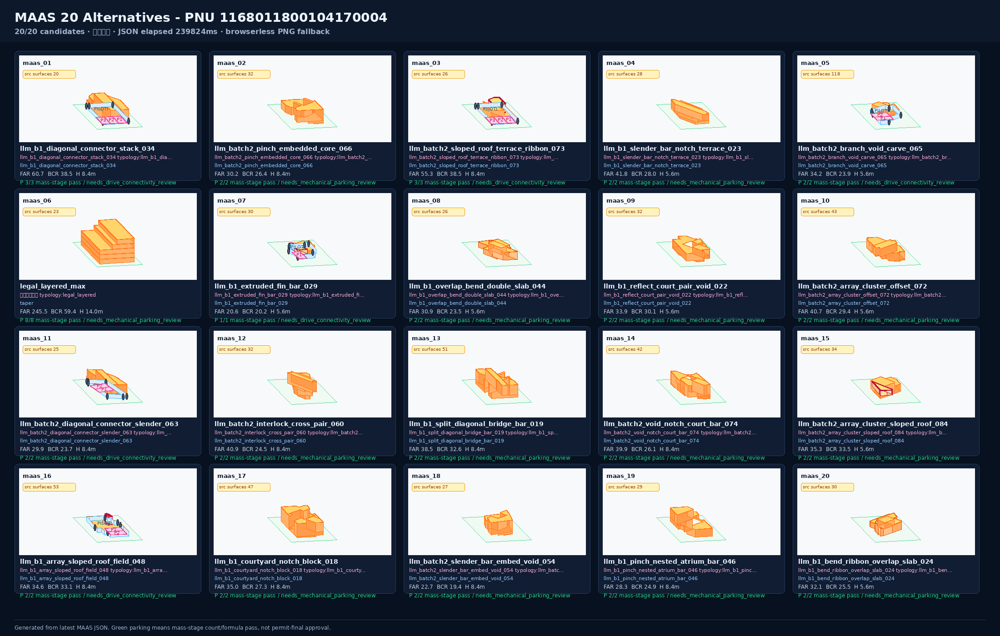 MAAS 20 Alternatives - PNU 1168011800104170004
20/20 candidates · · JSON elapsed 239824ms · browserless PNG fallback
maas_01
src surfaces 20
PILOTI
P3 P2 P1
llm_b1_diagonal_connector_stack_034
llm_b1_diagonal_connector_stack_034 typology:llm_b1_dia...
llm_b1_diagonal_connector_stack_034
FAR 60.7 BCR 38.5 H 8.4m
P 3/3 mass-stage pass / needs_drive_connectivity_review
maas_02
src surfaces 32
llm_batch2_pinch_embedded_core_066
llm_batch2_pinch_embedded_core_066 typology:llm_batch2_...
llm_batch2_pinch_embedded_core_066
FAR 30.2 BCR 26.4 H 8.4m
P 2/2 mass-stage pass / needs_mechanical_parking_review
maas_03
src surfaces 26
PILOTI
P3 P2 P1
llm_batch2_sloped_roof_terrace_ribbon_073
llm_batch2_sloped_roof_terrace_ribbon_073 typology:llm_...
llm_batch2_sloped_roof_terrace_ribbon_073
FAR 55.3 BCR 38.5 H 8.4m
P 3/3 mass-stage pass / needs_drive_connectivity_review
maas_04
src surfaces 28
llm_b1_slender_bar_notch_terrace_023
llm_b1_slender_bar_notch_terrace_023 typology:llm_b1_sl...
llm_b1_slender_bar_notch_terrace_023
FAR 41.8 BCR 28.0 H 5.6m
P 2/2 mass-stage pass / needs_mechanical_parking_review
maas_05
src surfaces 118
PILOTI
P2
P1
llm_batch2_branch_void_carve_065
llm_batch2_branch_void_carve_065 typology:llm_batch2_br...
llm_batch2_branch_void_carve_065
FAR 34.2 BCR 23.9 H 5.6m
P 2/2 mass-stage pass / needs_drive_connectivity_review
maas_06
src surfaces 23
legal_layered_max
typology:legal_layered
taper
FAR 245.5 BCR 59.4 H 14.0m
P 8/8 mass-stage pass / needs_mechanical_parking_review
maas_07
src surfaces 30
PILOTI
P1
llm_b1_extruded_fin_bar_029
llm_b1_extruded_fin_bar_029 typology:llm_b1_extruded_fi...
llm_b1_extruded_fin_bar_029
FAR 20.6 BCR 20.2 H 5.6m
P 1/1 mass-stage pass / needs_drive_connectivity_review
maas_08
src surfaces 26
llm_b1_overlap_bend_double_slab_044
llm_b1_overlap_bend_double_slab_044 typology:llm_b1_ove...
llm_b1_overlap_bend_double_slab_044
FAR 30.9 BCR 23.5 H 5.6m
P 2/2 mass-stage pass / needs_mechanical_parking_review
maas_09
src surfaces 32
llm_b1_reflect_court_pair_void_022
llm_b1_reflect_court_pair_void_022 typology:llm_b1_refl...
llm_b1_reflect_court_pair_void_022
FAR 33.9 BCR 30.1 H 5.6m
P 2/2 mass-stage pass / needs_mechanical_parking_review
maas_10
src surfaces 43
llm_batch2_array_cluster_offset_072
llm_batch2_array_cluster_offset_072 typology:llm_batch2...
llm_batch2_array_cluster_offset_072
FAR 40.7 BCR 29.4 H 5.6m
P 2/2 mass-stage pass / needs_mechanical_parking_review
maas_11
src surfaces 25
P2
P1
llm_batch2_diagonal_connector_slender_063
llm_batch2_diagonal_connector_slender_063 typology:llm_...
llm_batch2_diagonal_connector_slender_063
FAR 29.9 BCR 23.7 H 8.4m
P 2/2 mass-stage pass / needs_drive_connectivity_review
maas_12
src surfaces 32
llm_batch2_interlock_cross_pair_060
llm_batch2_interlock_cross_pair_060 typology:llm_batch2...
llm_batch2_interlock_cross_pair_060
FAR 40.9 BCR 24.5 H 8.4m
P 2/2 mass-stage pass / needs_mechanical_parking_review
maas_13
src surfaces 51
llm_b1_split_diagonal_bridge_bar_019
llm_b1_split_diagonal_bridge_bar_019 typology:llm_b1_sp...
llm_b1_split_diagonal_bridge_bar_019
FAR 38.5 BCR 32.6 H 8.4m
P 2/2 mass-stage pass / needs_mechanical_parking_review
maas_14
src surfaces 42
llm_batch2_void_notch_court_bar_074
llm_batch2_void_notch_court_bar_074 typology:llm_batch2...
llm_batch2_void_notch_court_bar_074
FAR 39.9 BCR 26.1 H 8.4m
P 2/2 mass-stage pass / needs_mechanical_parking_review
maas_15
src surfaces 34
llm_batch2_array_cluster_sloped_roof_084
llm_batch2_array_cluster_sloped_roof_084 typology:llm_b...
llm_batch2_array_cluster_sloped_roof_084
FAR 35.3 BCR 33.5 H 5.6m
P 2/2 mass-stage pass / needs_mechanical_parking_review
maas_16
src surfaces 53
P1
P2
llm_b1_array_sloped_roof_field_048
llm_b1_array_sloped_roof_field_048 typology:llm_b1_arra...
llm_b1_array_sloped_roof_field_048
FAR 34.6 BCR 33.1 H 8.4m
P 2/2 mass-stage pass / needs_drive_connectivity_review
maas_17
src surfaces 47
llm_b1_courtyard_notch_block_018
llm_b1_courtyard_notch_block_018 typology:llm_b1_courty...
llm_b1_courtyard_notch_block_018
FAR 35.0 BCR 27.3 H 8.4m
P 2/2 mass-stage pass / needs_mechanical_parking_review
maas_18
src surfaces 27
llm_batch2_slender_bar_embed_void_054
llm_batch2_slender_bar_embed_void_054 typology:llm_batc...
llm_batch2_slender_bar_embed_void_054
FAR 22.7 BCR 19.4 H 8.4m
P 2/2 mass-stage pass / needs_mechanical_parking_review
maas_19
src surfaces 29
llm_b1_pinch_nested_atrium_bar_046
llm_b1_pinch_nested_atrium_bar_046 typology:llm_b1_pinc...
llm_b1_pinch_nested_atrium_bar_046
FAR 28.3 BCR 24.9 H 8.4m
P 2/2 mass-stage pass / needs_mechanical_parking_review
maas_20
src surfaces 30
llm_b1_bend_ribbon_overlap_slab_024
llm_b1_bend_ribbon_overlap_slab_024 typology:llm_b1_ben...
llm_b1_bend_ribbon_overlap_slab_024
FAR 32.1 BCR 25.5 H 5.6m
P 2/2 mass-stage pass / needs_mechanical_parking_review
Generated from latest MAAS JSON. Green parking means mass-stage count/formula pass, not permit-final approval.